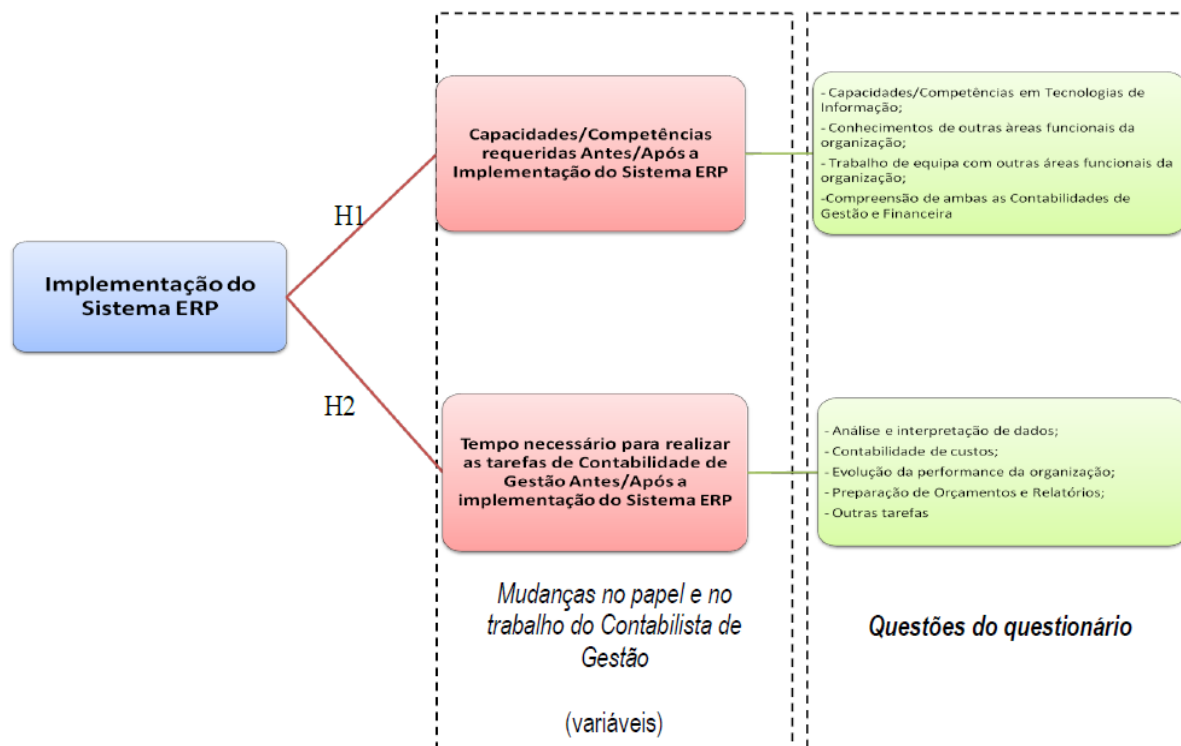 Implementação do
Sistema ERP
H1
H2
Capacidades/Competências
requeridas Antes/Após a
Implementação do Sistema ERP
- Capacidades/Competências em Tecnologias de
Informação;
- Conhecimentos de outras àreas funcionais da
organização;
- Trabalho de equipa com outras áreas funcionais da
organização;
-Compreensão de ambas as Contabilidades de
Gestão e Financeira
Tempo necessário para realizar
as tarefas de Contabilidade de
Gestão Antes/Após a
implementação do Sistema ERP
- Análise e interpretação de dados;
- Contabilidade de custos;
- Evolução da performance da organização;
- Preparação de Orçamentos e Relatórios;
- Outras tarefas
Mudanças no papel e no
trabalho do Contabilista de
Gestão
(variáveis)
Questões do questionário